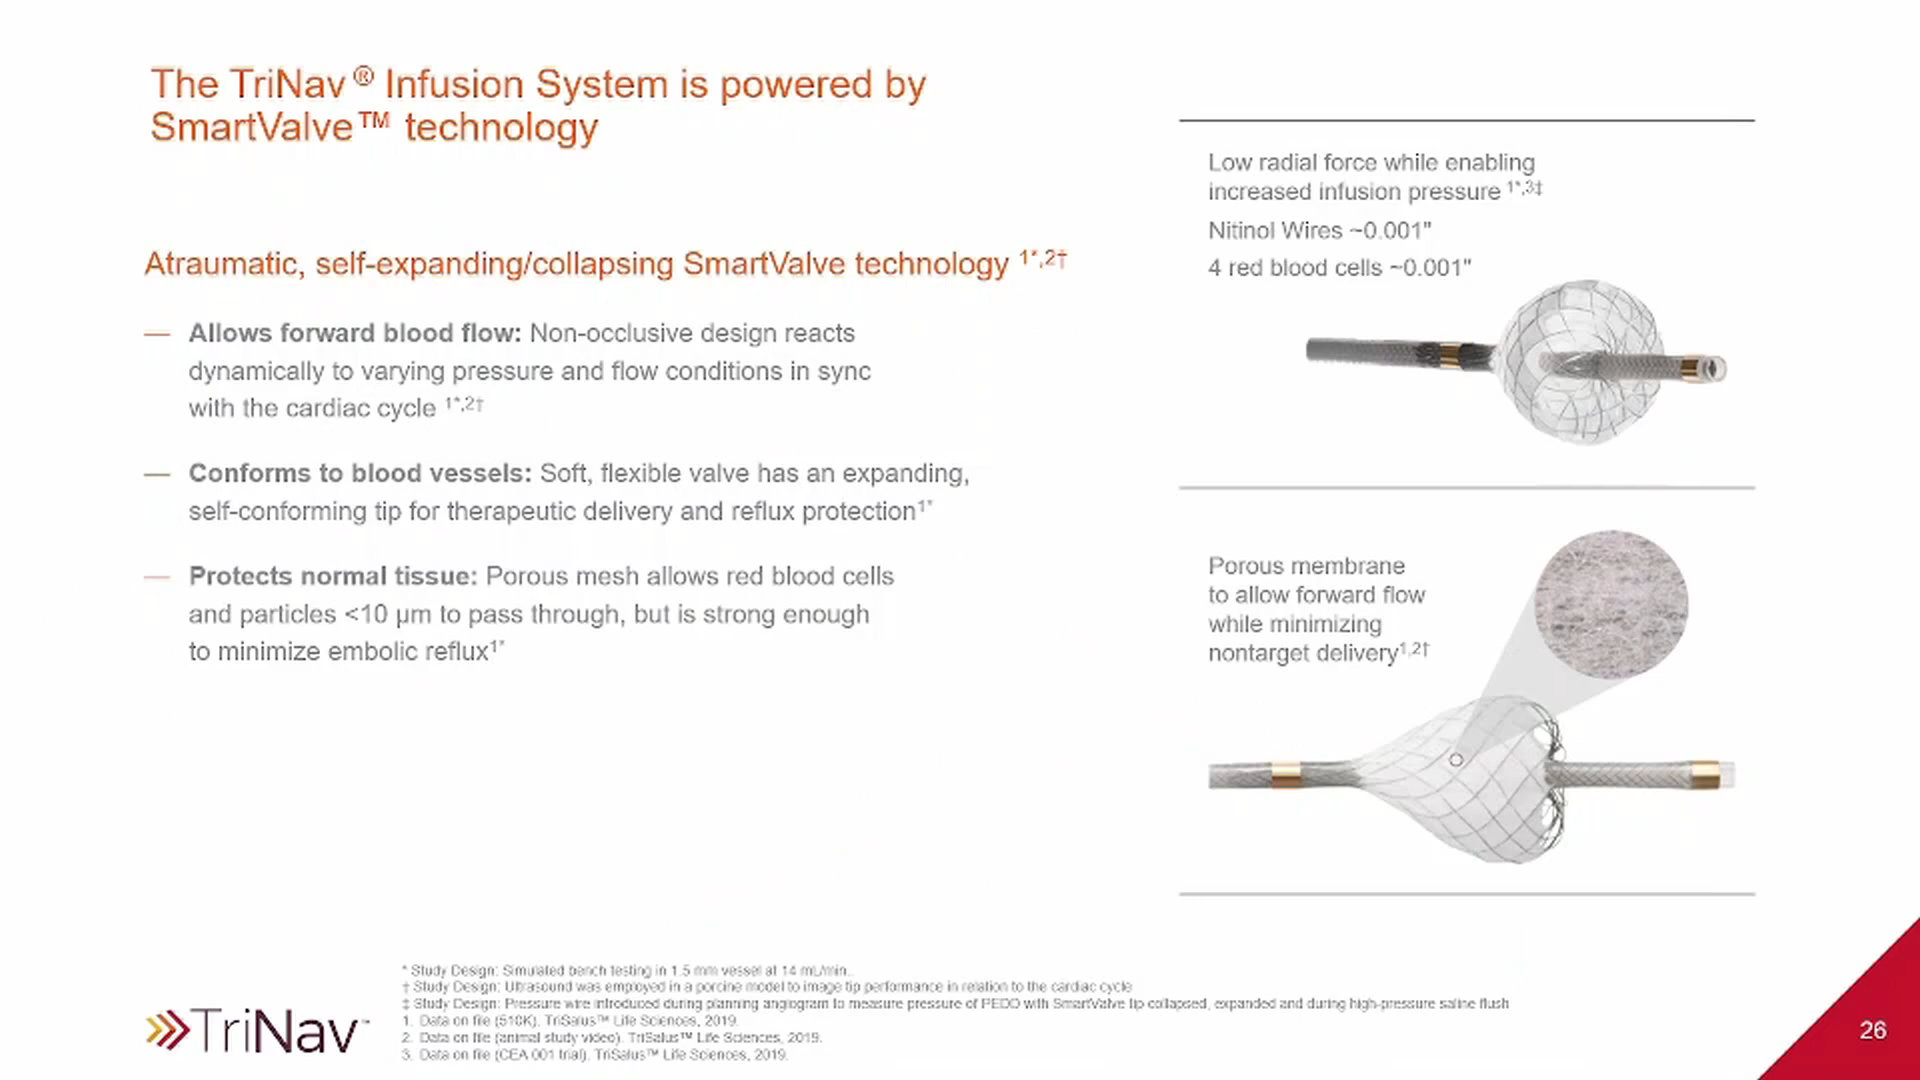 The TriNav® Infusion System is powered by
SmartValve™ technology
Atraumatic, self-expanding/collapsing SmartValve technology 1*,2†
— Allows forward blood flow: Non-occlusive design reacts
dynamically to varying pressure and flow conditions in sync
with the cardiac cycle 1*,2†
— Conforms to blood vessels: Soft, flexible valve has an expanding,
self-conforming tip for therapeutic delivery and reflux protection1*
— Protects normal tissue: Porous mesh allows red blood cells
and particles <10 μm to pass through, but is strong enough
to minimize embolic reflux1*
Low radial force while enabling
increased infusion pressure 1*,3‡
Nitinol Wires ~0.001"
4 red blood cells ~0.001"
Porous membrane
to allow forward flow
while minimizing
nontarget delivery1,2†
* Study Design: Simulated bench testing in 1.5 mm vessel at 14 mL/min.
† Study Design: Ultrasound was employed in a porcine model to image tip performance in relation to the cardiac cycle
‡ Study Design: Pressure wire introduced during planning angiogram to measure pressure of PEDD with SmartValve tip collapsed, expanded and during high-pressure saline flush
1. Data on file (510K). TriSalus™ Life Sciences, 2019.
2. Data on file (animal study video). TriSalus™ Life Sciences, 2019.
3. Data on file (CEA 001 trial). TriSalus™ Life Sciences, 2019.
TriNav™
26